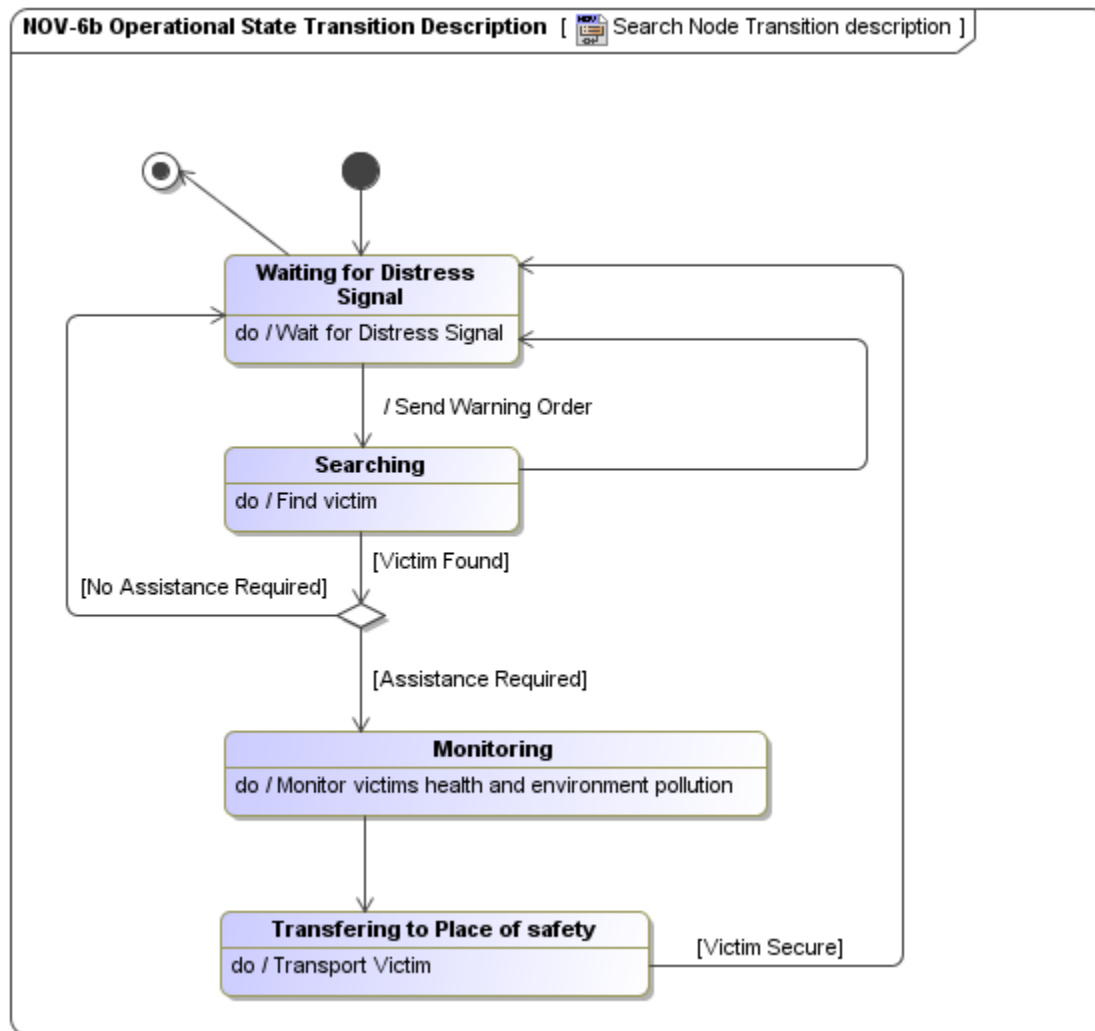 NOV-6b Operational State Transition Description [ NOV Search Node Transition description ]
Waiting for Distress
Signal
do / Wait for Distress Signal
/ Send Warning Order
Searching
do / Find victim
[Victim Found]
[No Assistance Required]
[Assistance Required]
Monitoring
do / Monitor victims health and environment pollution
Transfering to Place of safety
do / Transport Victim
[Victim Secure]